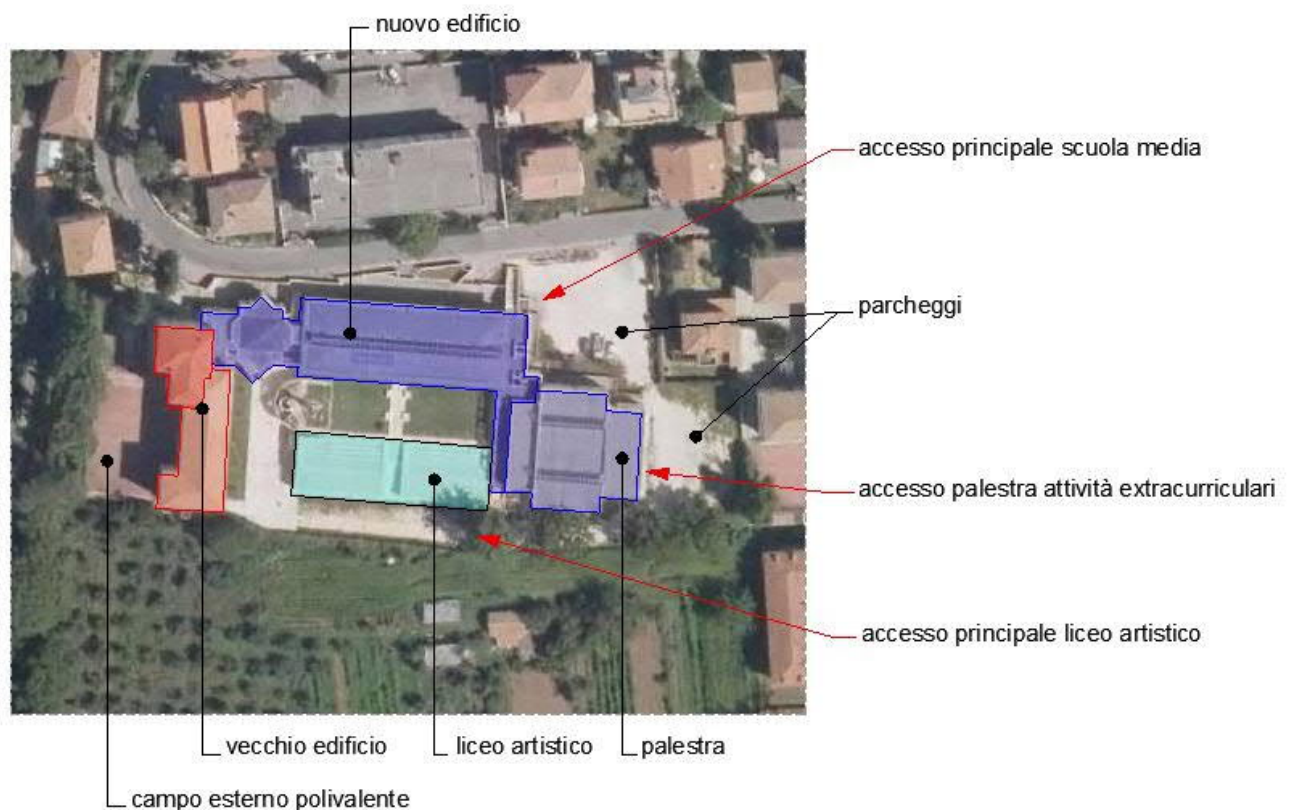 nuovo edificio
accesso principale scuola media
parcheggi
accesso palestra attività extracurriculari
accesso principale liceo artistico
vecchio edificio
liceo artistico
palestra
campo esterno polivalente